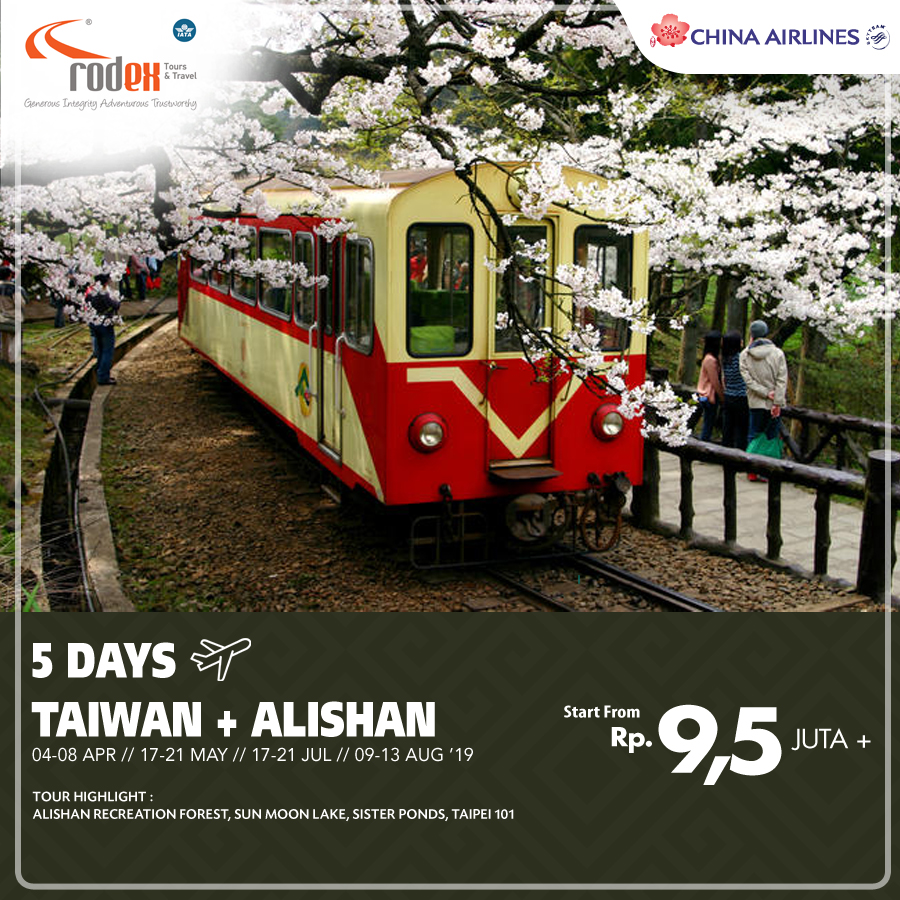 rodex
Tours
& Travel
®
IATA
Generous Integrity Adventurous Trustworthy
CHINA AIRLINES
SKYTEAM
5 DAYS
TAIWAN + ALISHAN
04-08 APR // 17-21 MAY // 17-21 JUL // 09-13 AUG '19
Start From
Rp. 9,5 JUTA +
TOUR HIGHLIGHT :
ALISHAN RECREATION FOREST, SUN MOON LAKE, SISTER PONDS, TAIPEI 101